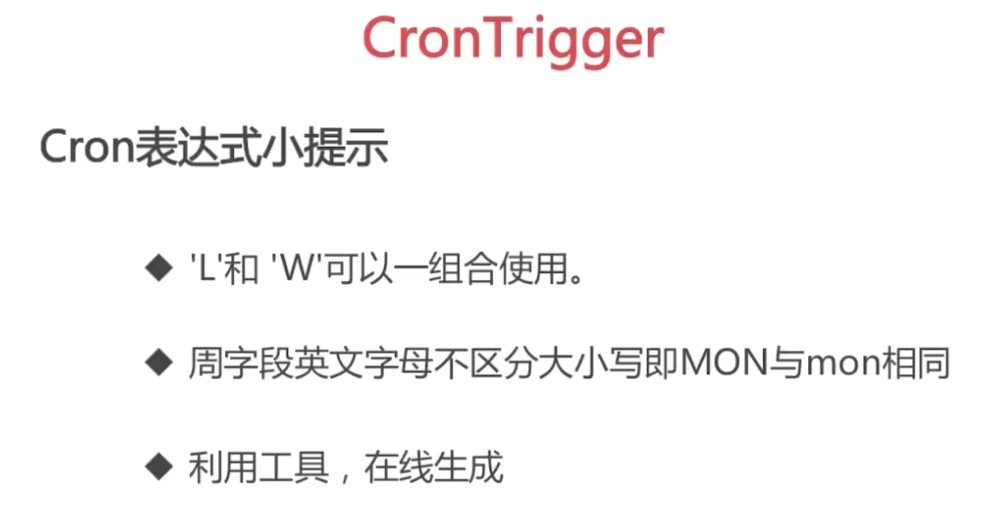 CronTrigger
Cron表达式小提示
◆ 'L'和 'W'可以一组合使用。
◆ 周字段英文字母不区分大小写即MON与mon相同
◆ 利用工具，在线生成